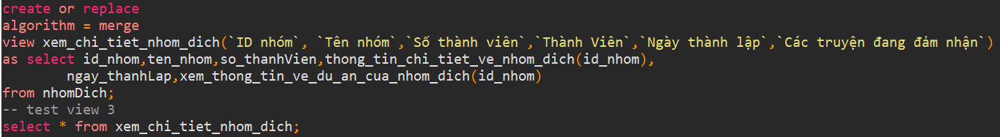 create or replace
algorithm = merge
view xem_chi_tiet_nhom_dich(`ID nhóm`, `Tên nhóm`,`Số thành viên`,`Thành Viên`,`Ngày thành lập`,`Các truyện đang đảm nhận`)
as select id_nhom,ten_nhom,so_thanhVien,thong_tin_chi_tiet_ve_nhom_dich(id_nhom),
ngay_thanhLap,xem_thong_tin_ve_du_an_cua_nhom_dich(id_nhom)
from nhomDich;
-- test view 3
select * from xem_chi_tiet_nhom_dich;